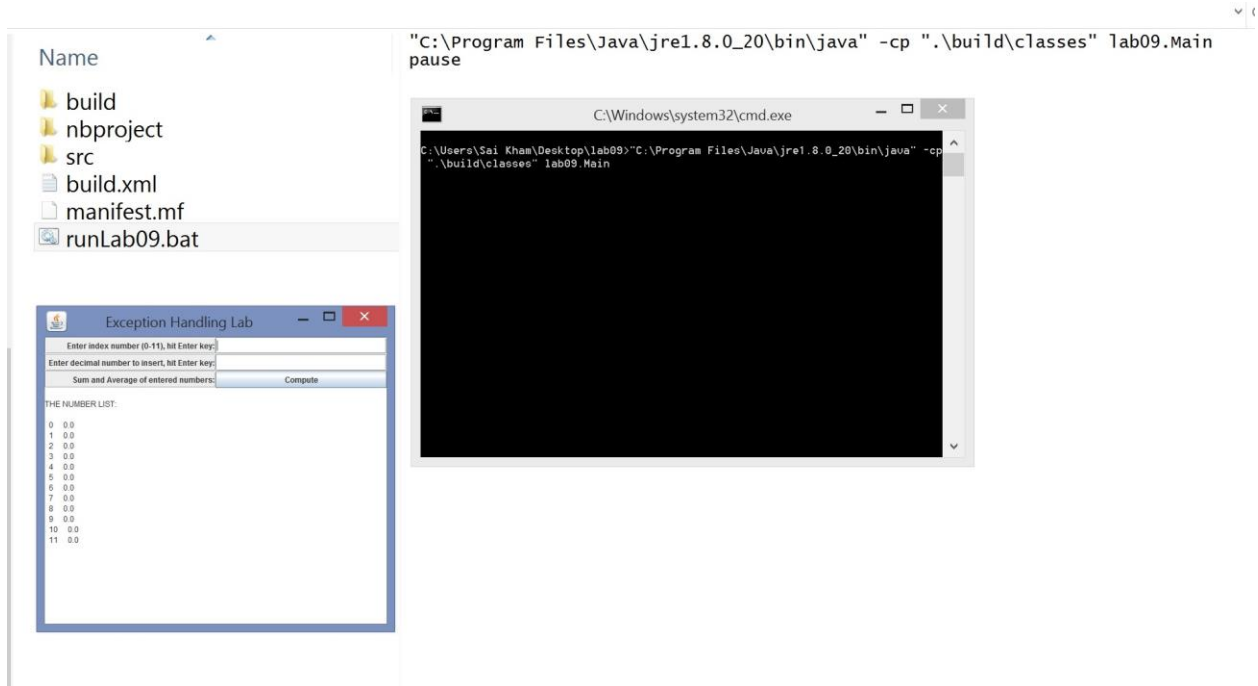 Name
build
nbproject
src
build.xml
manifest.mf
runLab09.bat
"C:\Program Files\Java\jre1.8.0_20\bin\java" -cp ".\build\classes" lab09.Main
pause
C:\Windows\system32\cmd.exe
C:\Users\Sai Kham\Desktop\lab09>"C:\Program Files\Java\jre1.8.0_20\bin\java" -cp
".\build\classes" lab09.Main
Exception Handling Lab
Enter index number (0-11), hit Enter key:
Enter decimal number to insert, hit Enter key:
Sum and Average of entered numbers: Compute
THE NUMBER LIST:
0 0.0
1 0.0
2 0.0
3 0.0
4 0.0
5 0.0
6 0.0
7 0.0
8 0.0
9 0.0
10 0.0
11 0.0